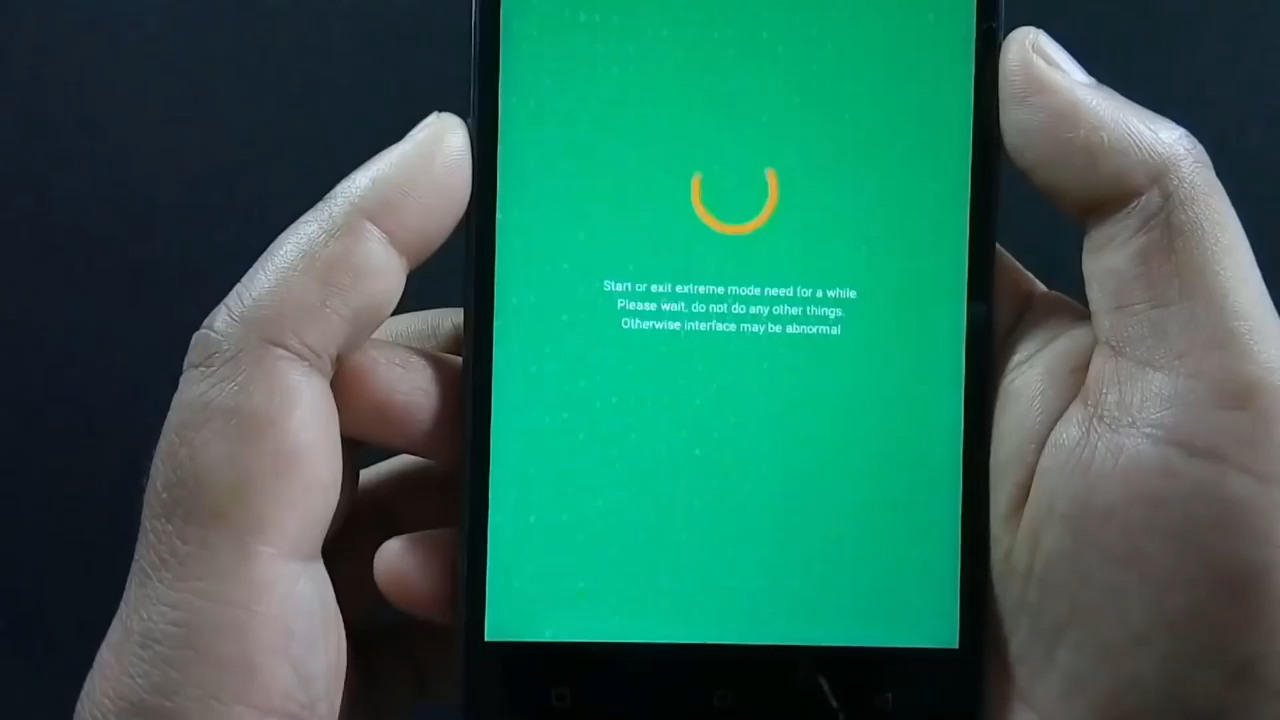 Start or exit extreme mode need for a while
Please wait, do not do any other things.
Otherwise interface may be abnormal